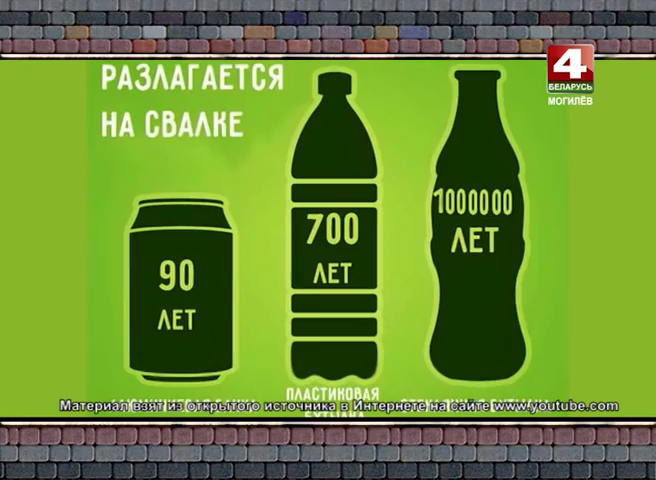 РАЗЛАГАЕТСЯ
НА СВАЛКЕ
4
БЕЛАРУСЬ
МОГИЛЁВ
90
ЛЕТ
700
ЛЕТ
1000000
ЛЕТ
ПЛАСТИКОВАЯ
Материал взят из открытого источника в Интернете на сайте www.youtube.com